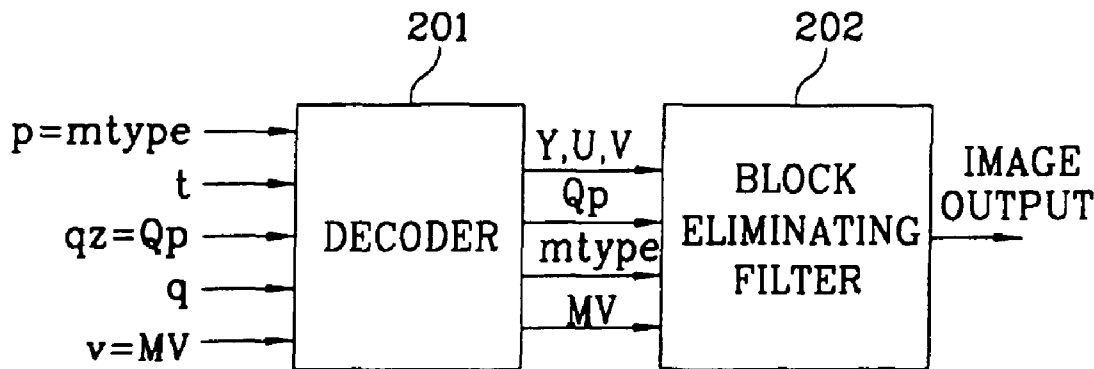 201
202
p=mtype
t
qz=Qp
q
v=MV
DECODER
Y,U,V
Qp
mtype
MV
BLOCK
ELIMINATING
FILTER
IMAGE
OUTPUT